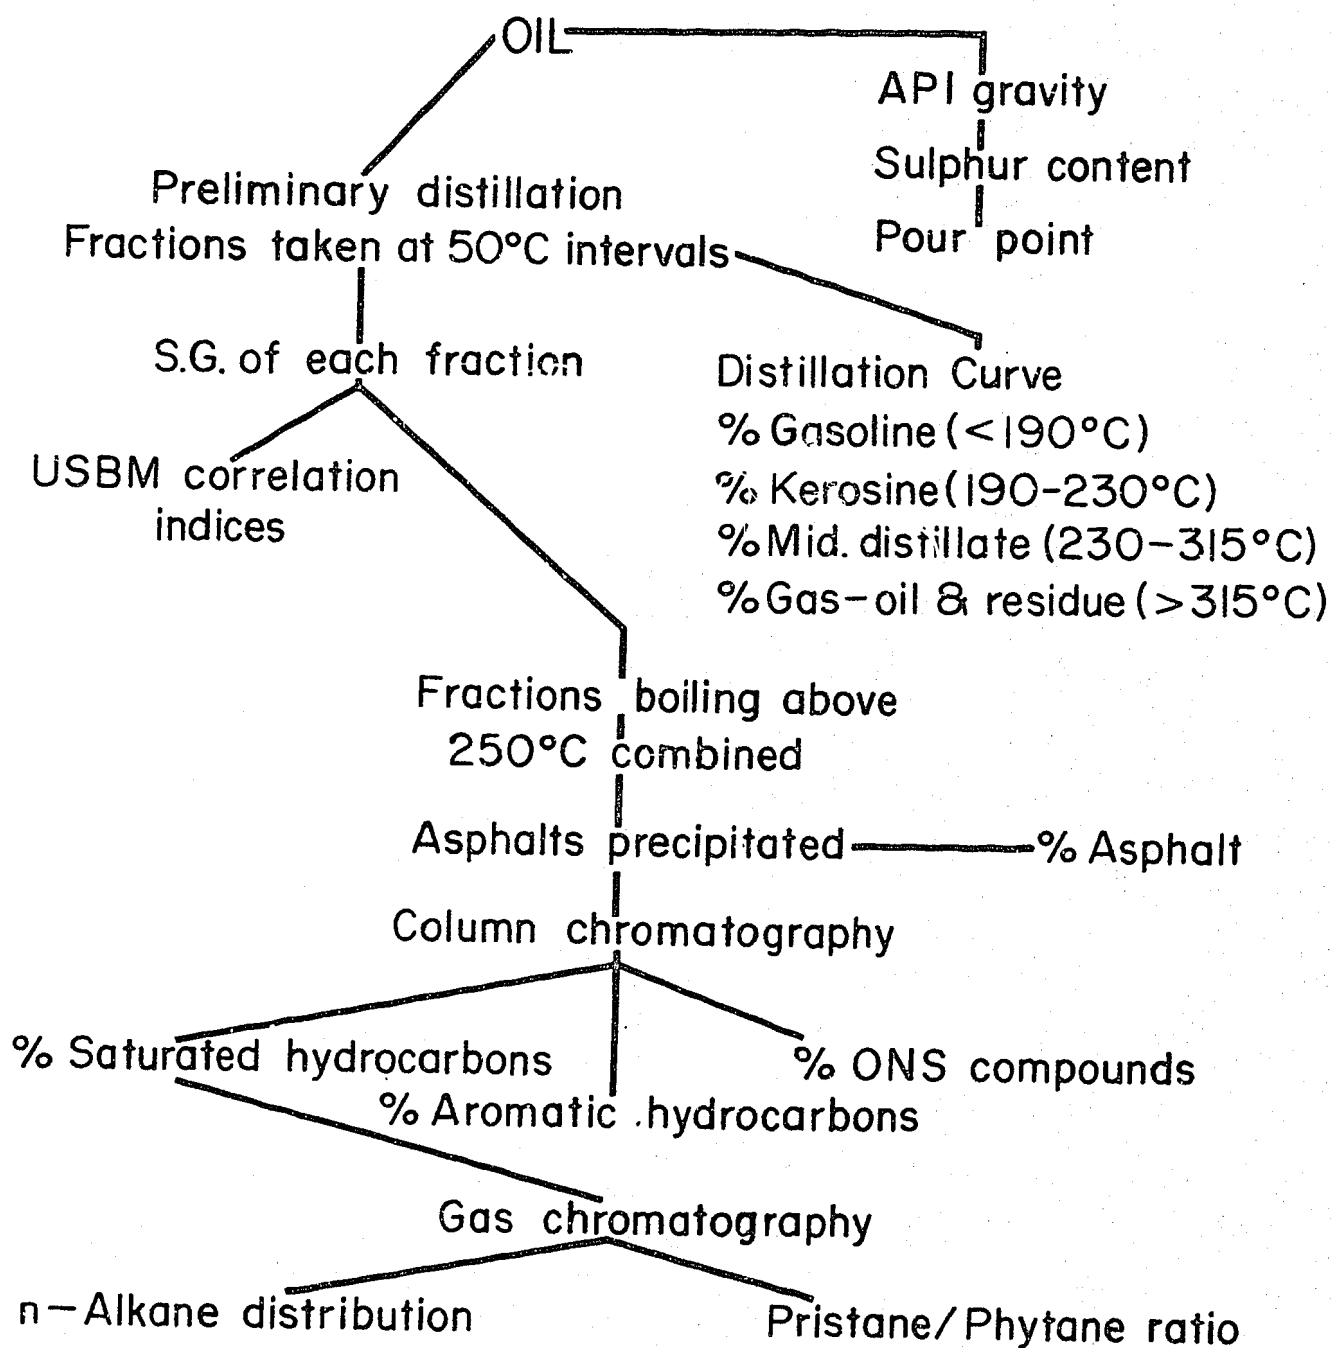 OIL
API gravity
Sulphur content
Pour point
Preliminary distillation
Fractions taken at 50°C intervals
S.G. of each fraction
USBM correlation
indices
Distillation Curve
% Gasoline (<190°C)
% Kerosine (190-230°C)
% Mid. distillate (230-315°C)
% Gas-oil & residue (>315°C)
Fractions boiling above
250°C combined
Asphalts precipitated
% Asphalt
Column chromatography
% Saturated hydrocarbons
% Aromatic hydrocarbons
% ONS compounds
Gas chromatography
n-Alkane distribution
Pristane/Phytane ratio